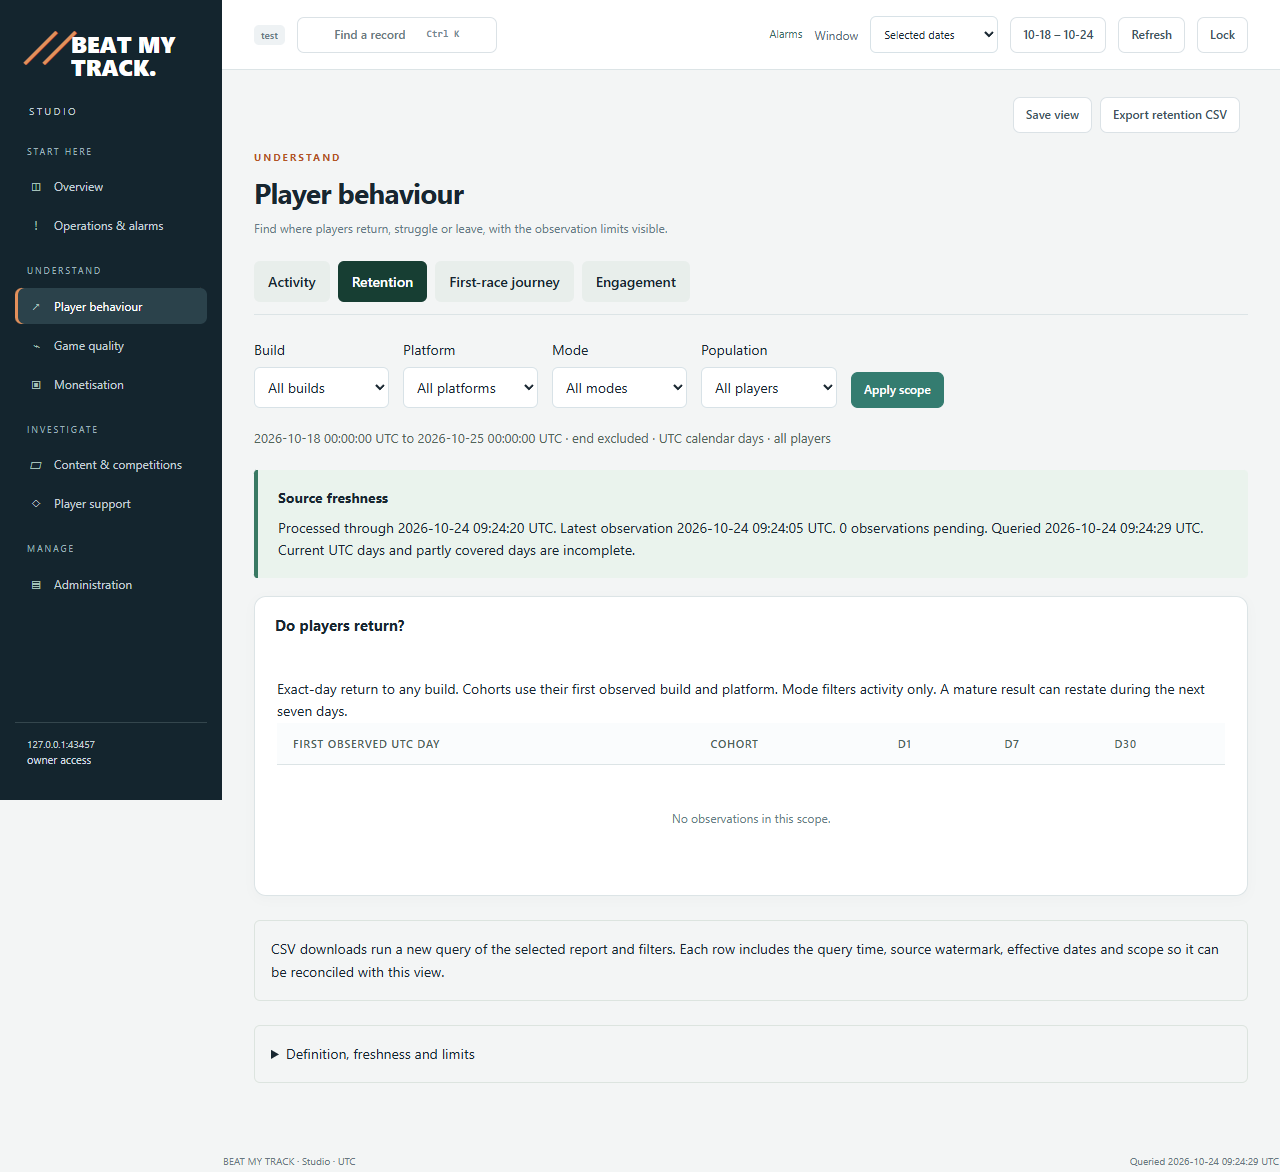 BEAT MY
TRACK.
STUDIO
START HERE
Overview
! Operations & alarms
UNDERSTAND
Player behaviour
Game quality
Monetisation
INVESTIGATE
Content & competitions
Player support
MANAGE
Administration
127.0.0.1:43457
owner access
test
Find a record Ctrl K
Alarms
Window
Selected dates
10-18 – 10-24
Refresh
Lock
Save view
Export retention CSV
UNDERSTAND
Player behaviour
Find where players return, struggle or leave, with the observation limits visible.
Activity
Retention
First-race journey
Engagement
Build
Platform
Mode
Population
All builds
All platforms
All modes
All players
Apply scope
2026-10-18 00:00:00 UTC to 2026-10-25 00:00:00 UTC · end excluded · UTC calendar days · all players
Source freshness
Processed through 2026-10-24 09:24:20 UTC. Latest observation 2026-10-24 09:24:05 UTC. 0 observations pending. Queried 2026-10-24 09:24:29 UTC.
Current UTC days and partly covered days are incomplete.
Do players return?
Exact-day return to any build. Cohorts use their first observed build and platform. Mode filters activity only. A mature result can restate during the next
seven days.
FIRST OBSERVED UTC DAY
COHORT
D1
D7
D30
No observations in this scope.
CSV downloads run a new query of the selected report and filters. Each row includes the query time, source watermark, effective dates and scope so it can
be reconciled with this view.
Definition, freshness and limits
BEAT MY TRACK · Studio · UTC
Queried 2026-10-24 09:24:29 UTC